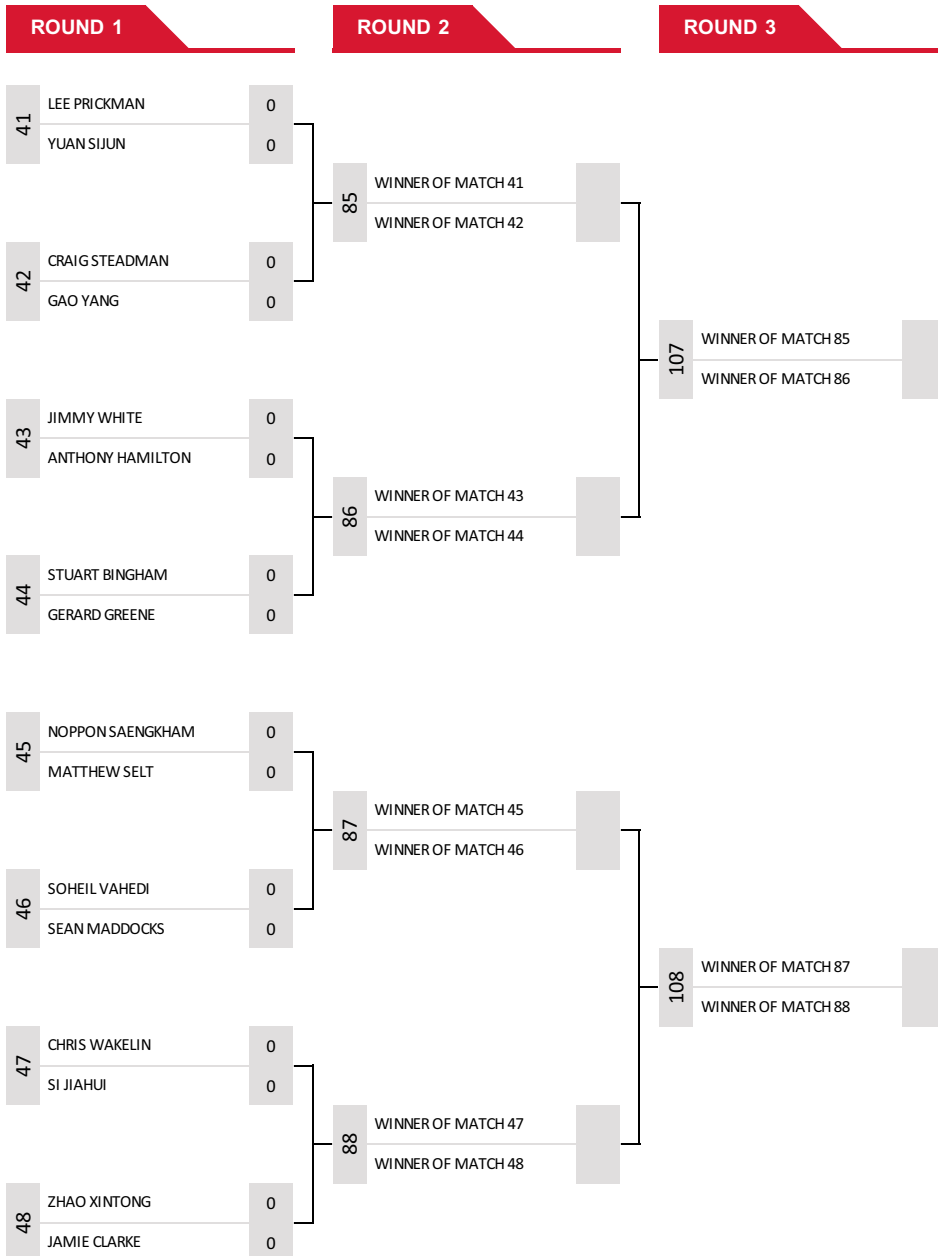 ROUND 1
ROUND 2
ROUND 3
41
LEE PRICKMAN 0
YUAN SIJUN 0
85
WINNER OF MATCH 41
WINNER OF MATCH 42
42
CRAIG STEADMAN 0
GAO YANG 0
107
WINNER OF MATCH 85
WINNER OF MATCH 86
43
JIMMY WHITE 0
ANTHONY HAMILTON 0
86
WINNER OF MATCH 43
WINNER OF MATCH 44
44
STUART BINGHAM 0
GERARD GREENE 0
45
NOPPON SAENGKHAM 0
MATTHEW SELT 0
87
WINNER OF MATCH 45
WINNER OF MATCH 46
46
SOHEIL VAHEDI 0
SEAN MADDOCKS 0
108
WINNER OF MATCH 87
WINNER OF MATCH 88
47
CHRIS WAKELIN 0
SI JIAHUI 0
88
WINNER OF MATCH 47
WINNER OF MATCH 48
48
ZHAO XINTONG 0
JAMIE CLARKE 0